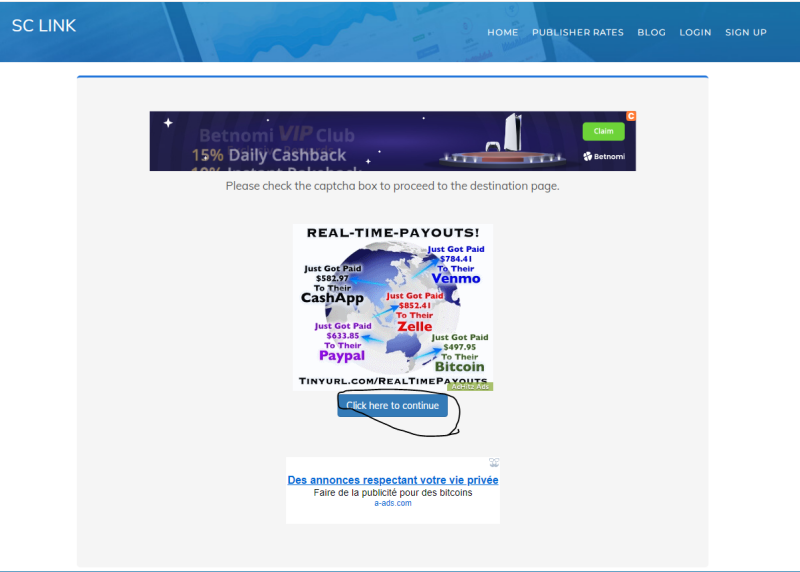 SC LINK
HOME PUBLISHER RATES BLOG LOGIN SIGN UP
Betnomi VIP Club
15% Daily Cashback
10% Instant Rakeback
Claim
Betnomi
Please check the captcha box to proceed to the destination page.
REAL-TIME-PAYOUTS!
Just Got Paid
$784.41
To Their
Venmo
Just Got Paid
$582.97
To Their
CashApp
Just Got Paid
$852.41
To Their
Zelle
Just Got Paid
$633.85
To Their
Paypal
Just Got Paid
$497.95
To Their
Bitcoin
TINYURL.COM/REALTIMEPAYOUTS
AdHitz Ads
Click here to continue
Des annonces respectant votre vie privée
Faire de la publicité pour des bitcoins
a-ads.com